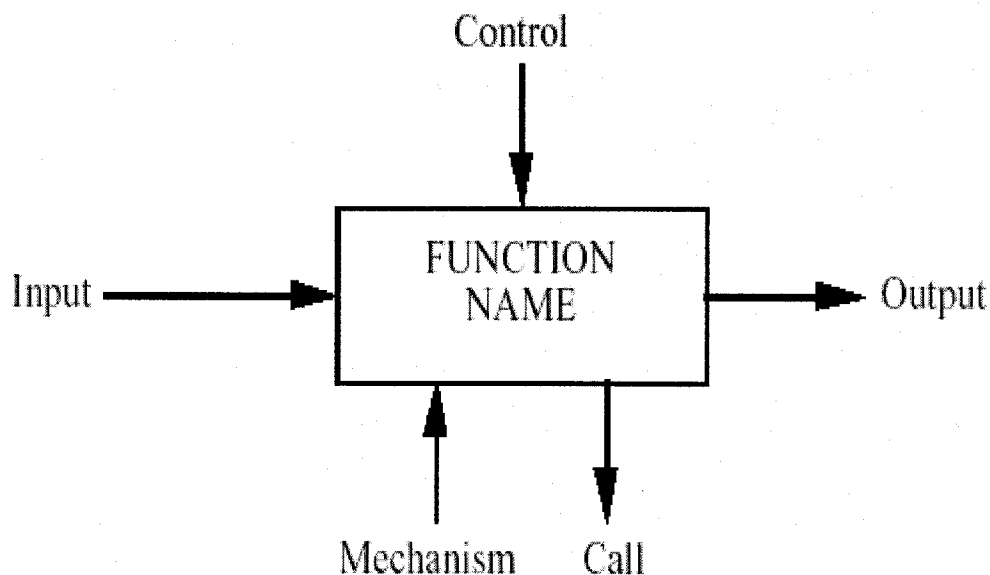 Control
FUNCTION
NAME
Input
Output
Mechanism
Call